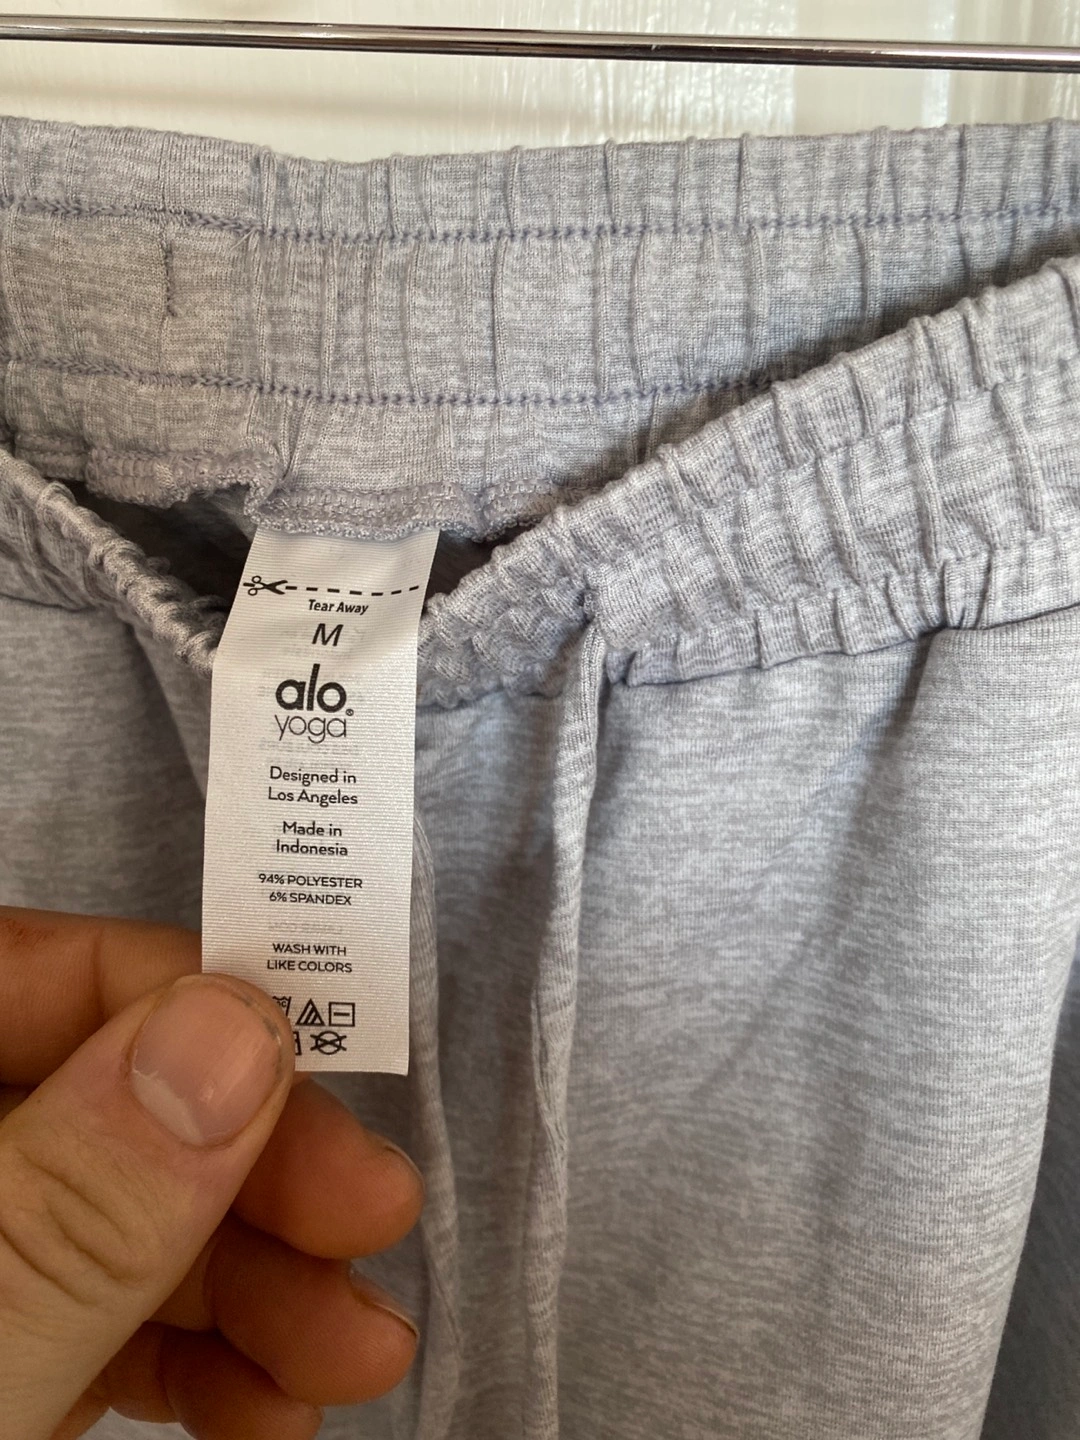 Tear Away
M
alo®
yoga
Designed in
Los Angeles
Made in
Indonesia
94% POLYESTER
6% SPANDEX
WASH WITH
LIKE COLORS